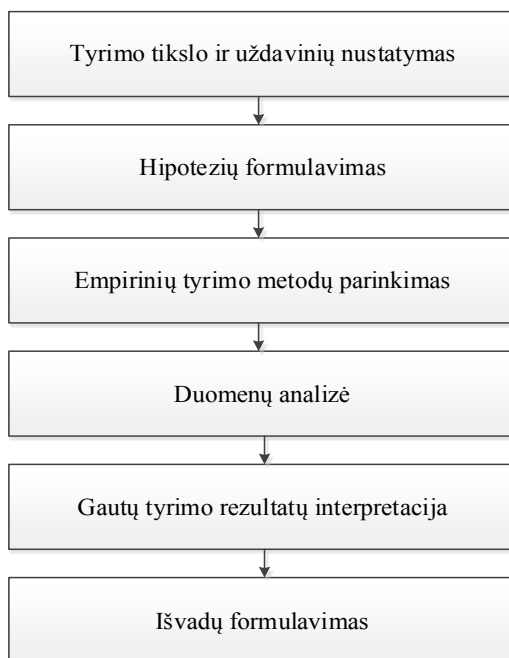 Tyrimo tikslo ir uždavinių nustatymas
Hipotezių formulavimas
Empirinių tyrimo metodų parinkimas
Duomenų analizė
Gautų tyrimo rezultatų interpretacija
Išvadų formulavimas